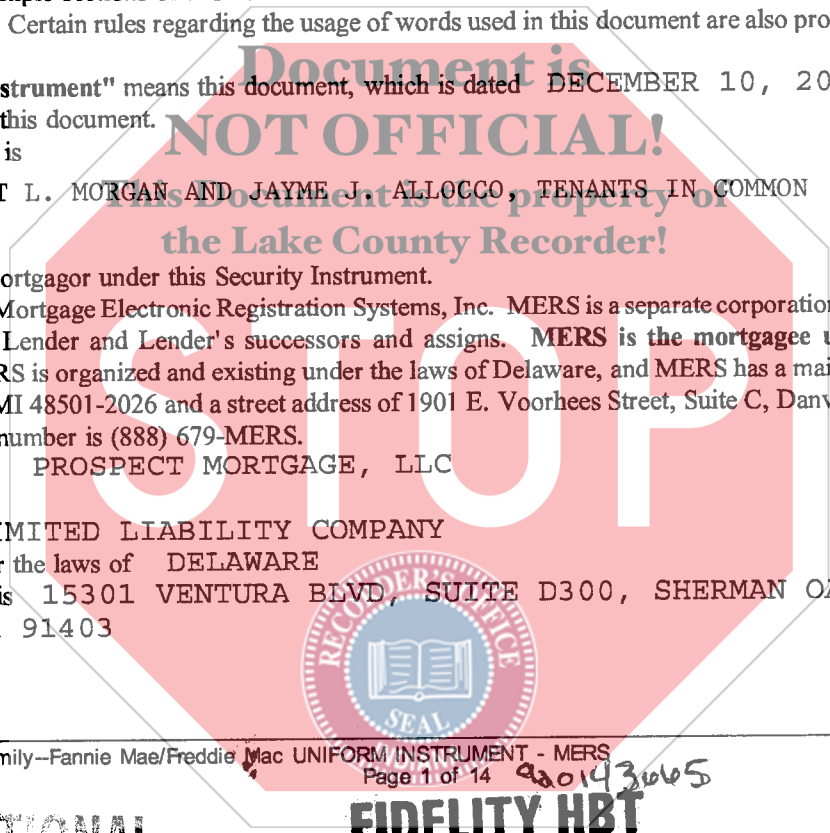 Certain rules regarding the usage of words used in this document are also pro
Document is
strument" means this document, which is dated DECEMBER 10, 20
this document.
NOT OFFICIAL!
is
T L. MORGAN AND JAYME J. ALLOCCO, TENANTS IN COMMON
This Document is the property of
the Lake County Recorder!
ortgagor under this Security Instrument.
Mortgage Electronic Registration Systems, Inc. MERS is a separate corporation
Lender and Lender's successors and assigns. MERS is the mortgagee u
RS is organized and existing under the laws of Delaware, and MERS has a mai
MI 48501-2026 and a street address of 1901 E. Voorhees Street, Suite C, Danv
number is (888) 679-MERS.
STOP
PROSPECT MORTGAGE, LLC
IMITED LIABILITY COMPANY
r the laws of DELAWARE
is 15301 VENTURA BLVD, SUITE D300, SHERMAN OA
91403
RECORDER'S OFFICE
SEAL
INDIANA
mily--Fannie Mae/Freddie Mac UNIFORM INSTRUMENT - MERS
Page 1 of 14
920143665
FIDELITY HBT